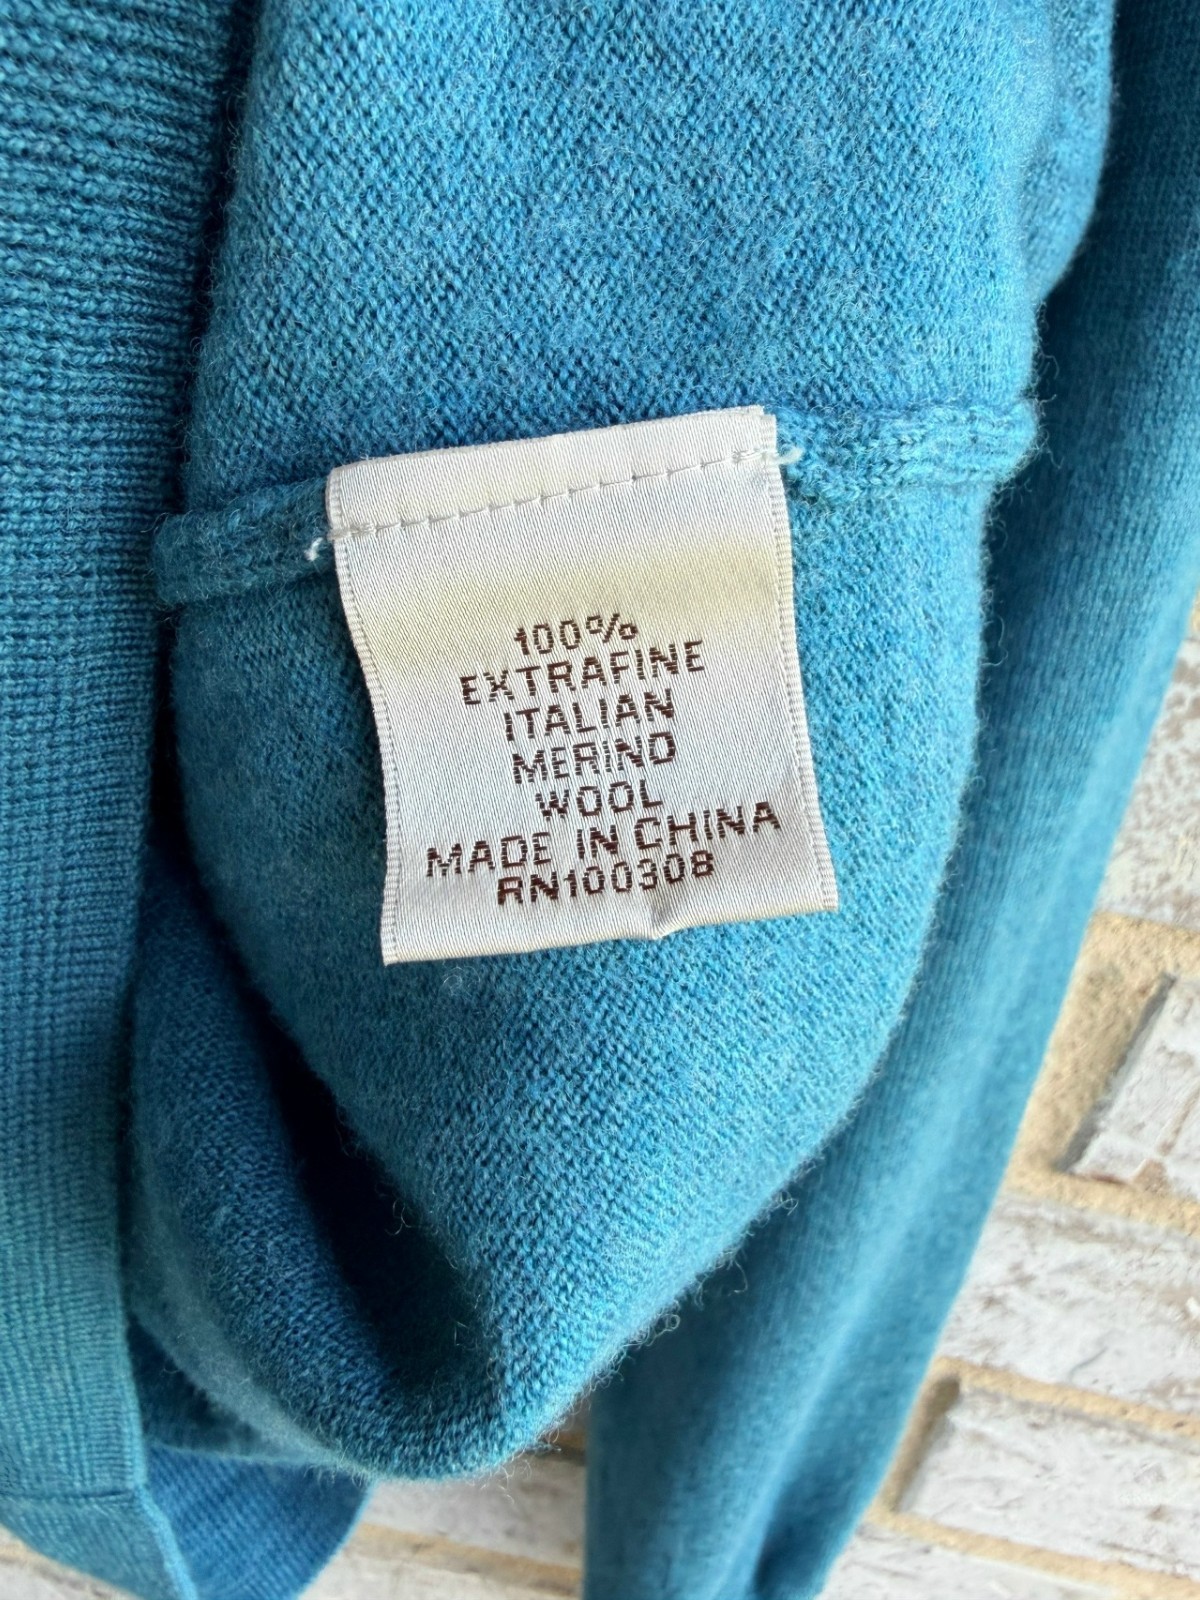 100%
EXTRAFINE
ITALIAN
MERINO
WOOL
MADE IN CHINA
RN100308